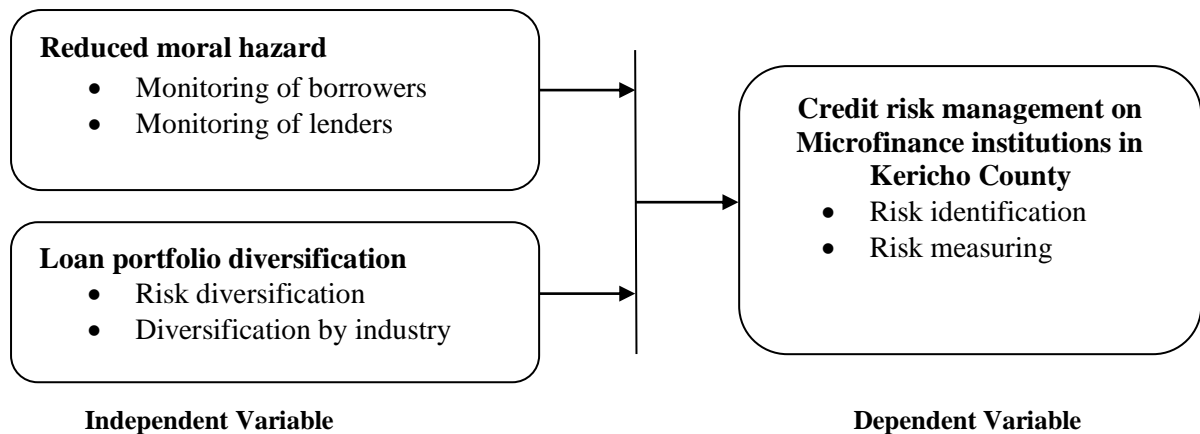 Reduced moral hazard
• Monitoring of borrowers
• Monitoring of lenders
Loan portfolio diversification
• Risk diversification
• Diversification by industry
Credit risk management on
Microfinance institutions in
Kericho County
• Risk identification
• Risk measuring
Independent Variable
Dependent Variable